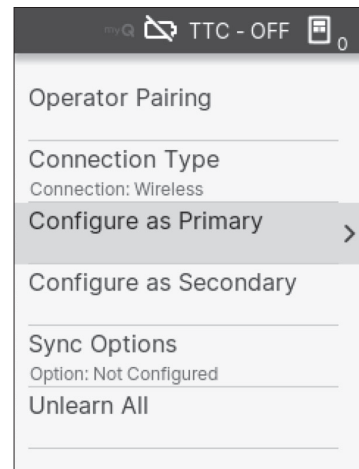 myQ TTC - OFF 0
Operator Pairing
Connection Type
Connection: Wireless
Configure as Primary
Configure as Secondary
Sync Options
Option: Not Configured
Unlearn All